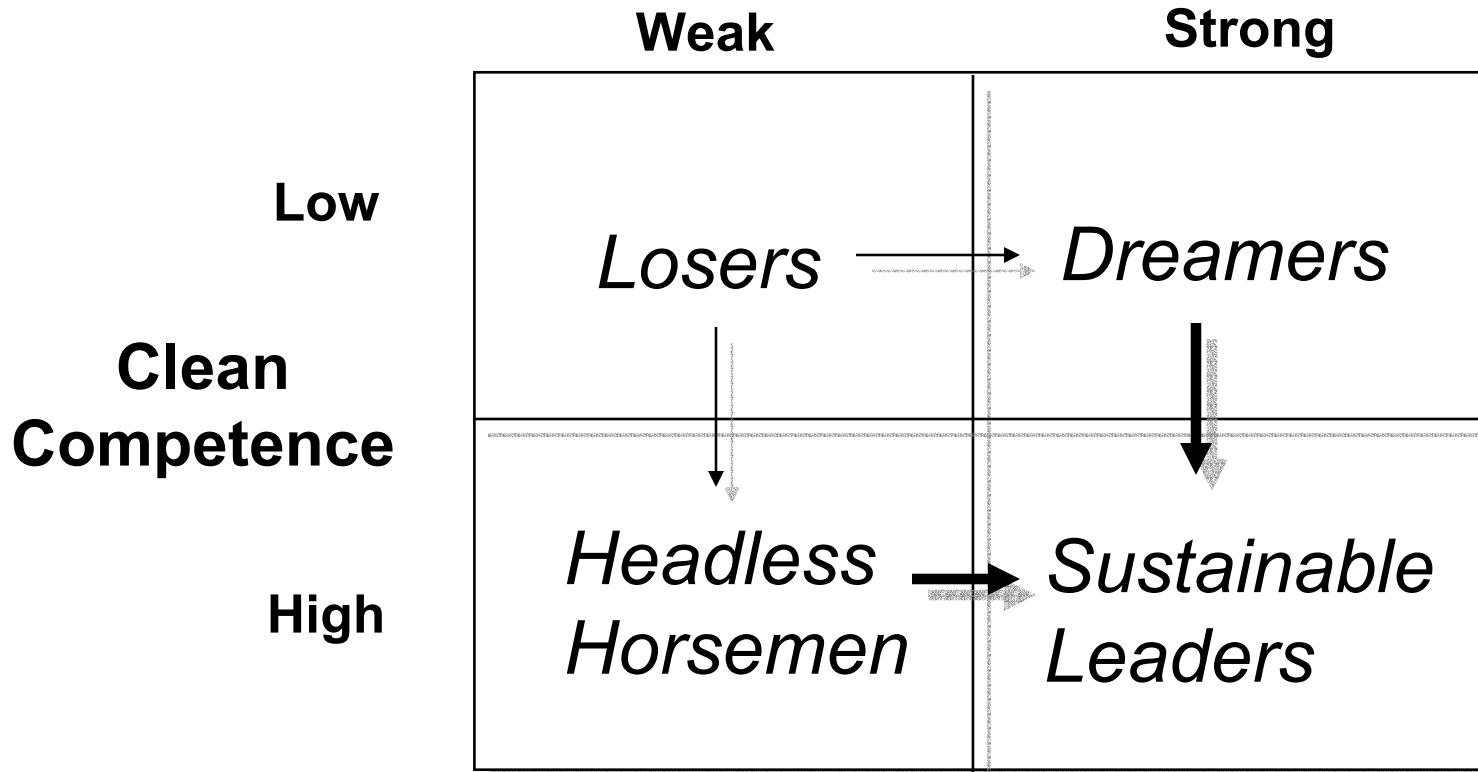 Weak
Strong
Low
Losers
Dreamers
Clean
Competence
Headless
Horsemen
Sustainable
Leaders
High